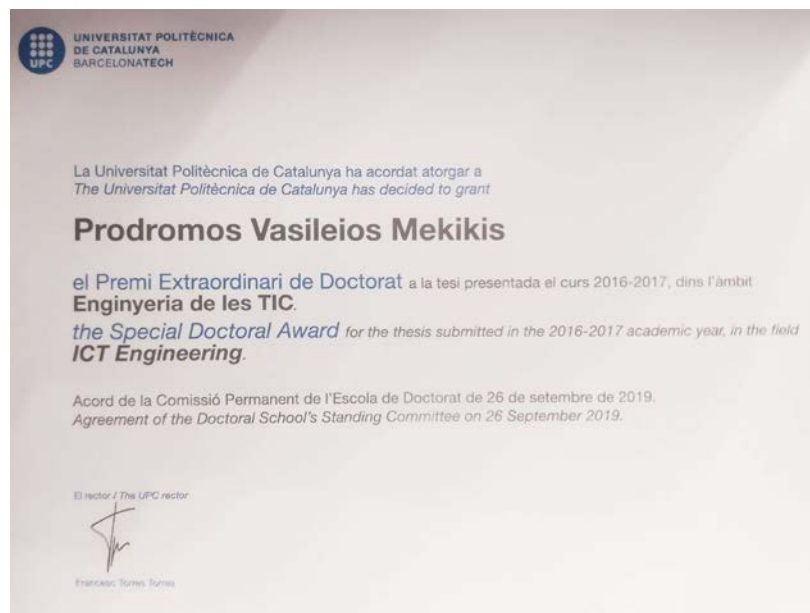 UNIVERSITAT POLITÈCNICA
DE CATALUNYA
BARCELONATECH
UPC
La Universitat Politècnica de Catalunya ha acordat atorgar a
The Universitat Politècnica de Catalunya has decided to grant
Prodromos Vasileios Mekikis
el Premi Extraordinari de Doctorat a la tesi presentada el curs 2016-2017, dins l'àmbit
Enginyeria de les TIC.
the Special Doctoral Award for the thesis submitted in the 2016-2017 academic year, in the field
ICT Engineering.
Acord de la Comissió Permanent de l'Escola de Doctorat de 26 de setembre de 2019.
Agreement of the Doctoral School's Standing Committee on 26 September 2019.
El rector / The UPC rector
Francesc Torres Torres